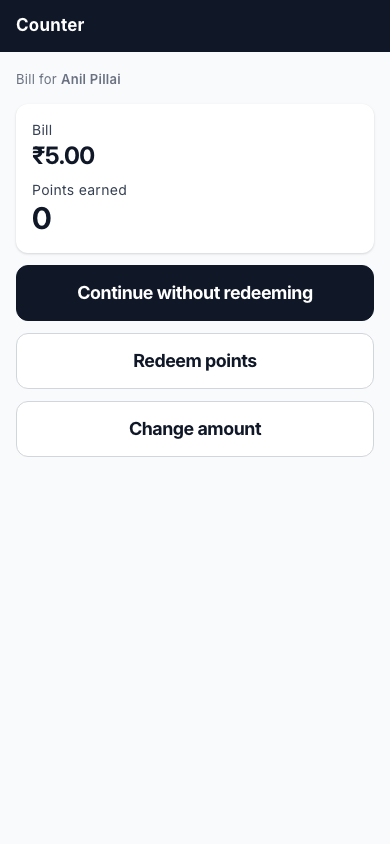 Counter
Bill for Anil Pillai
Bill
₹5.00
Points earned
0
Continue without redeeming
Redeem points
Change amount